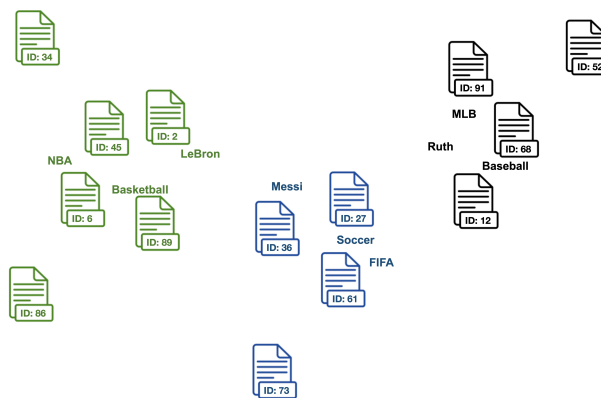 ID: 34
ID: 52
ID: 91
MLB
ID: 2
ID: 45
LeBron
NBA
Ruth
ID: 68
Baseball
Basketball
Messi
ID: 6
ID: 27
ID: 12
ID: 89
ID: 36
Soccer
FIFA
ID: 61
ID: 86
ID: 73